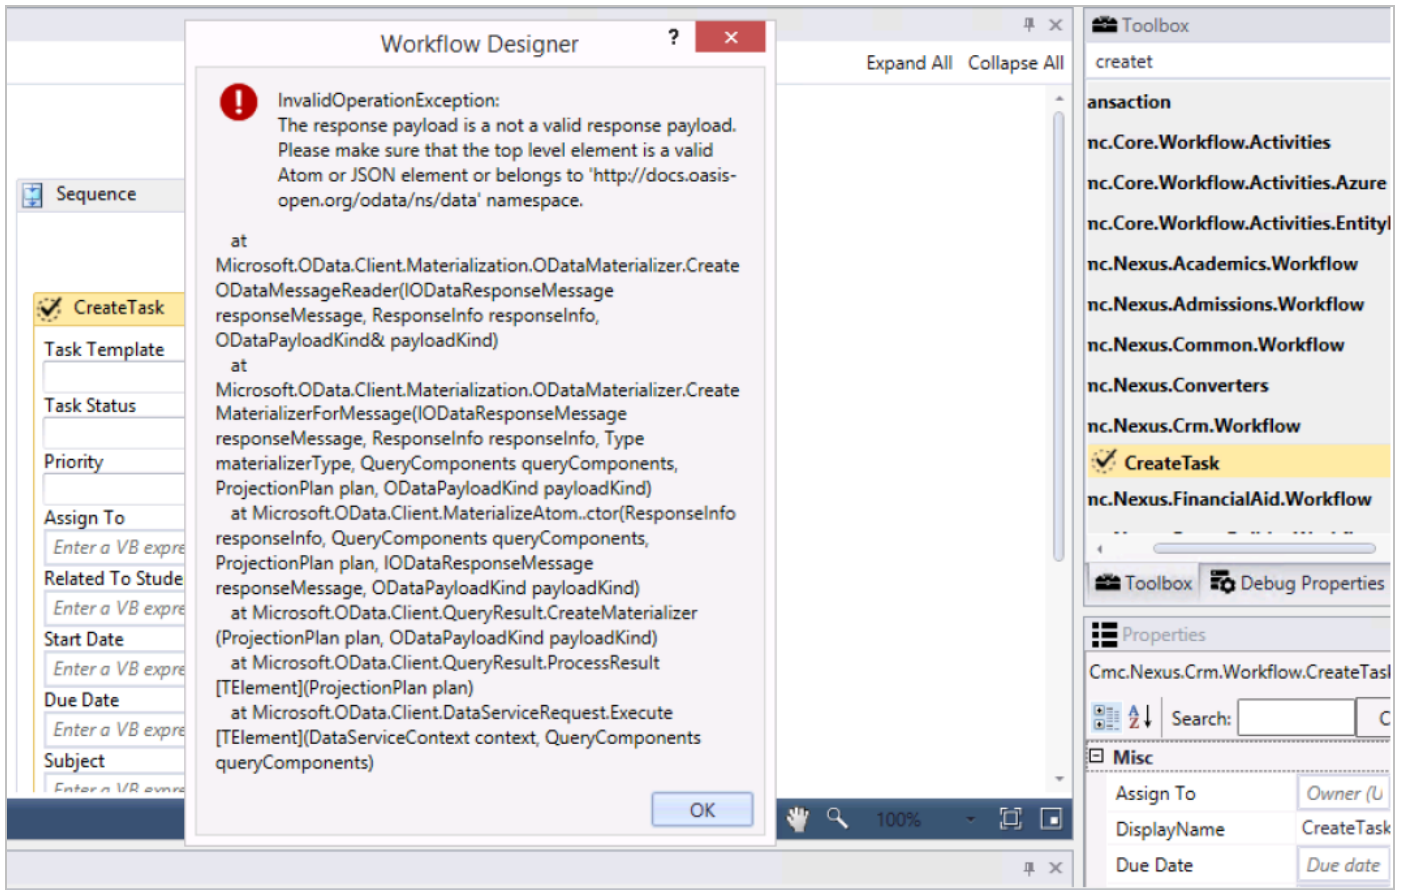 Workflow Designer
?
InvalidOperationException:
The response payload is a not a valid response payload.
Please make sure that the top level element is a valid
Atom or JSON element or belongs to 'http://docs.oasis-
open.org/odata/ns/data' namespace.
at
Microsoft.OData.Client.Materialization.ODataMaterializer.Create
ODataMessageReader(IODataResponseMessage
responseMessage, ResponseInfo responseInfo,
ODataPayloadKind& payloadKind)
at
Microsoft.OData.Client.Materialization.ODataMaterializer.Create
MaterializerForMessage(IODataResponseMessage
responseMessage, ResponseInfo responseInfo, Type
materializerType, QueryComponents queryComponents,
ProjectionPlan plan, ODataPayloadKind payloadKind)
at Microsoft.OData.Client.MaterializeAtom..ctor(ResponseInfo
responseInfo, QueryComponents queryComponents,
ProjectionPlan plan, IODataResponseMessage
responseMessage, ODataPayloadKind payloadKind)
at Microsoft.OData.Client.QueryResult.CreateMaterializer
(ProjectionPlan plan, ODataPayloadKind payloadKind)
at Microsoft.OData.Client.QueryResult.ProcessResult
[TElement](ProjectionPlan plan)
at Microsoft.OData.Client.DataServiceRequest.Execute
[TElement](DataServiceContext context, QueryComponents
queryComponents)
OK
Expand All Collapse All
Sequence
CreateTask
Task Template
Task Status
Priority
Assign To
Enter a VB expre
Related To Stude
Enter a VB expre
Start Date
Enter a VB expre
Due Date
Enter a VB expre
Subject
Enter a VB expre
100%
Toolbox
createt
ansaction
nc.Core.Workflow.Activities
nc.Core.Workflow.Activities.Azure
nc.Core.Workflow.Activities.Entity
nc.Nexus.Academics.Workflow
nc.Nexus.Admissions.Workflow
nc.Nexus.Common.Workflow
nc.Nexus.Converters
nc.Nexus.Crm.Workflow
CreateTask
nc.Nexus.FinancialAid.Workflow
Toolbox Debug Properties
Properties
Cmc.Nexus.Crm.Workflow.CreateTask
Search: C
Misc
Assign To Owner (U
DisplayName CreateTask
Due Date Due date